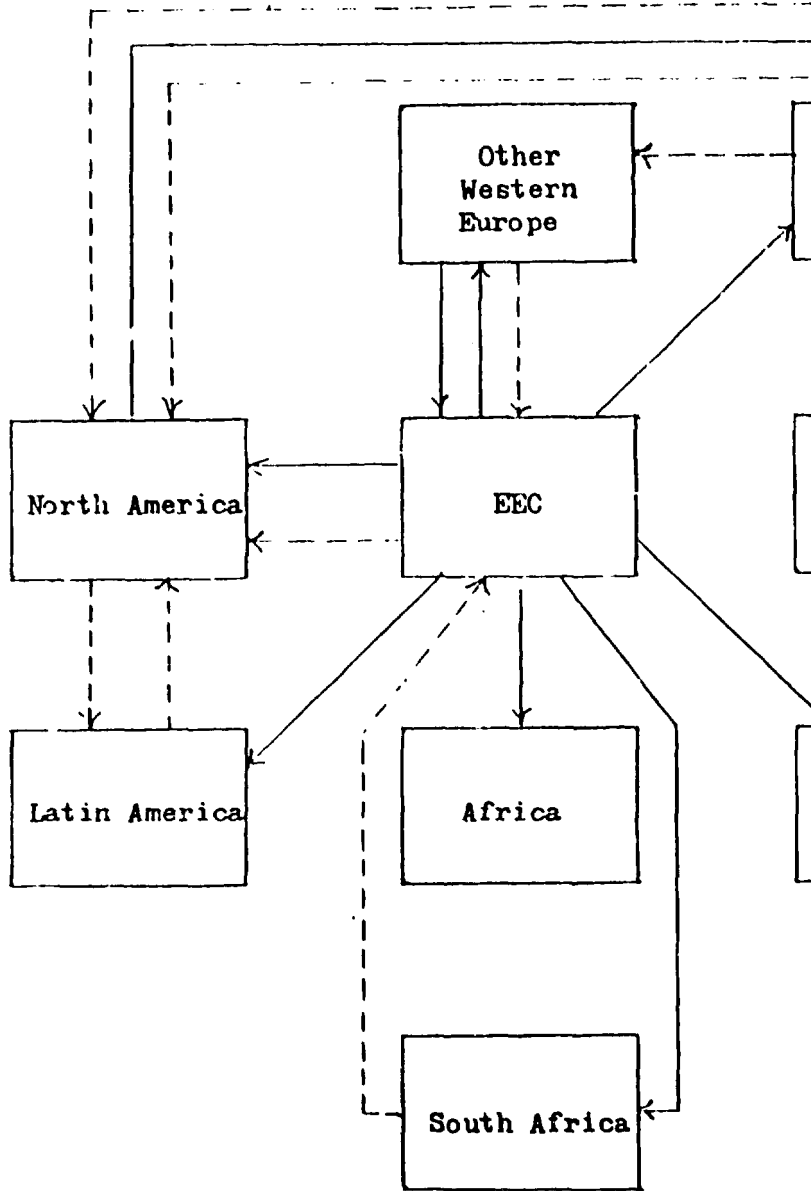 Other
Western
Europe
North America
EEC
Latin America
Africa
South Africa